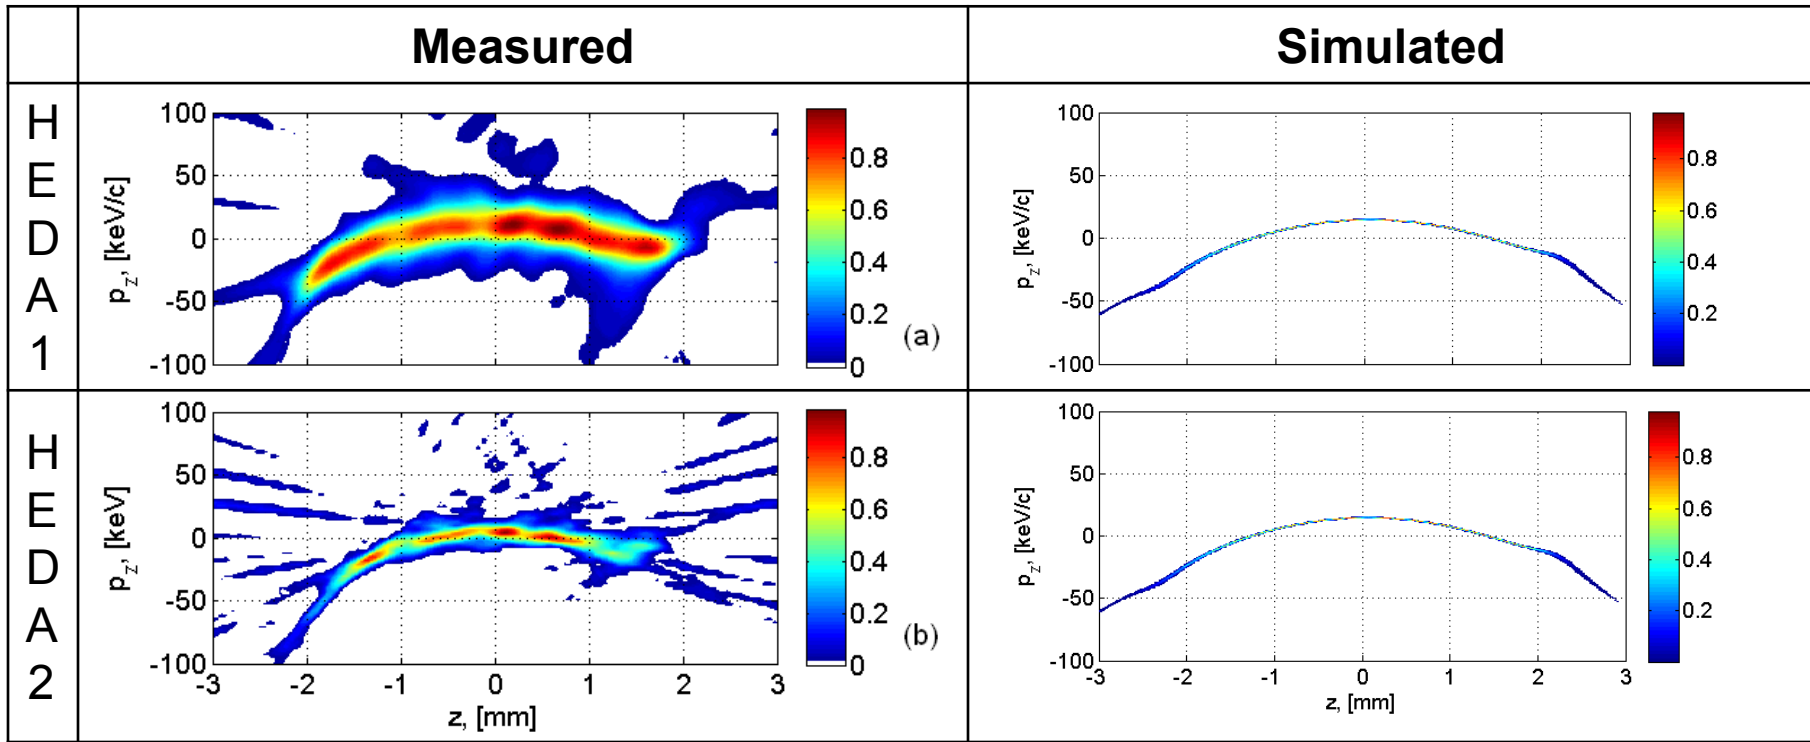 Measured
Simulated
H
E
D
A
1
p_z, [keV/c]
100
50
0
-50
-100
0.8
0.6
0.4
0.2
0
(a)
p_z, [keV/c]
100
50
0
-50
-100
0.8
0.6
0.4
0.2
H
E
D
A
2
p_z, [keV]
100
50
0
-50
-100
-3 -2 -1 0 1 2 3
z, [mm]
0.8
0.6
0.4
0.2
0
(b)
p_z, [keV/c]
100
50
0
-50
-100
-3 -2 -1 0 1 2 3
z, [mm]
0.8
0.6
0.4
0.2